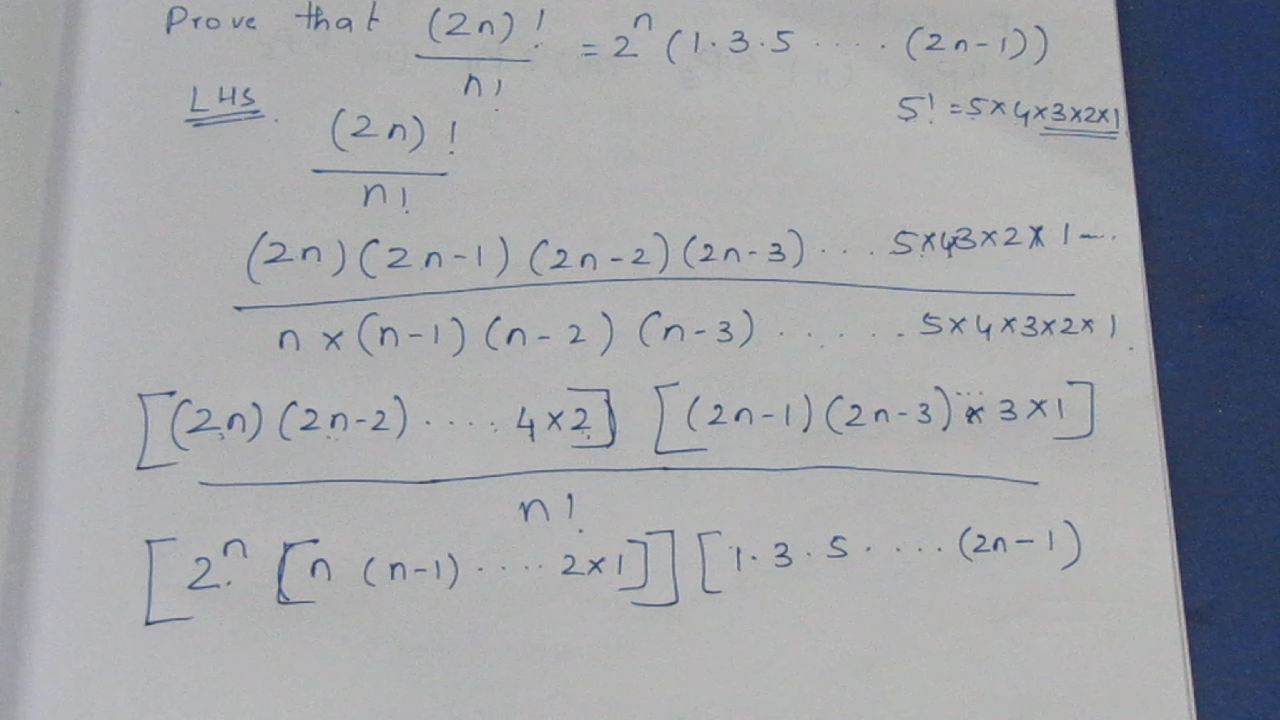 Prove that (2n)! / n! = 2^n (1·3·5 ..... (2n-1))
LHS
5! = 5×4×3×2×1
(2n)!
n!
(2n)(2n-1)(2n-2)(2n-3)... 5×4×3×2×1 ...
n×(n-1)(n-2)(n-3)....... 5×4×3×2×1
[(2n)(2n-2)..... 4×2] [(2n-1)(2n-3)... × 3×1]
n!
[2^n [n (n-1)..... 2×1]] [1·3·5..... (2n-1)